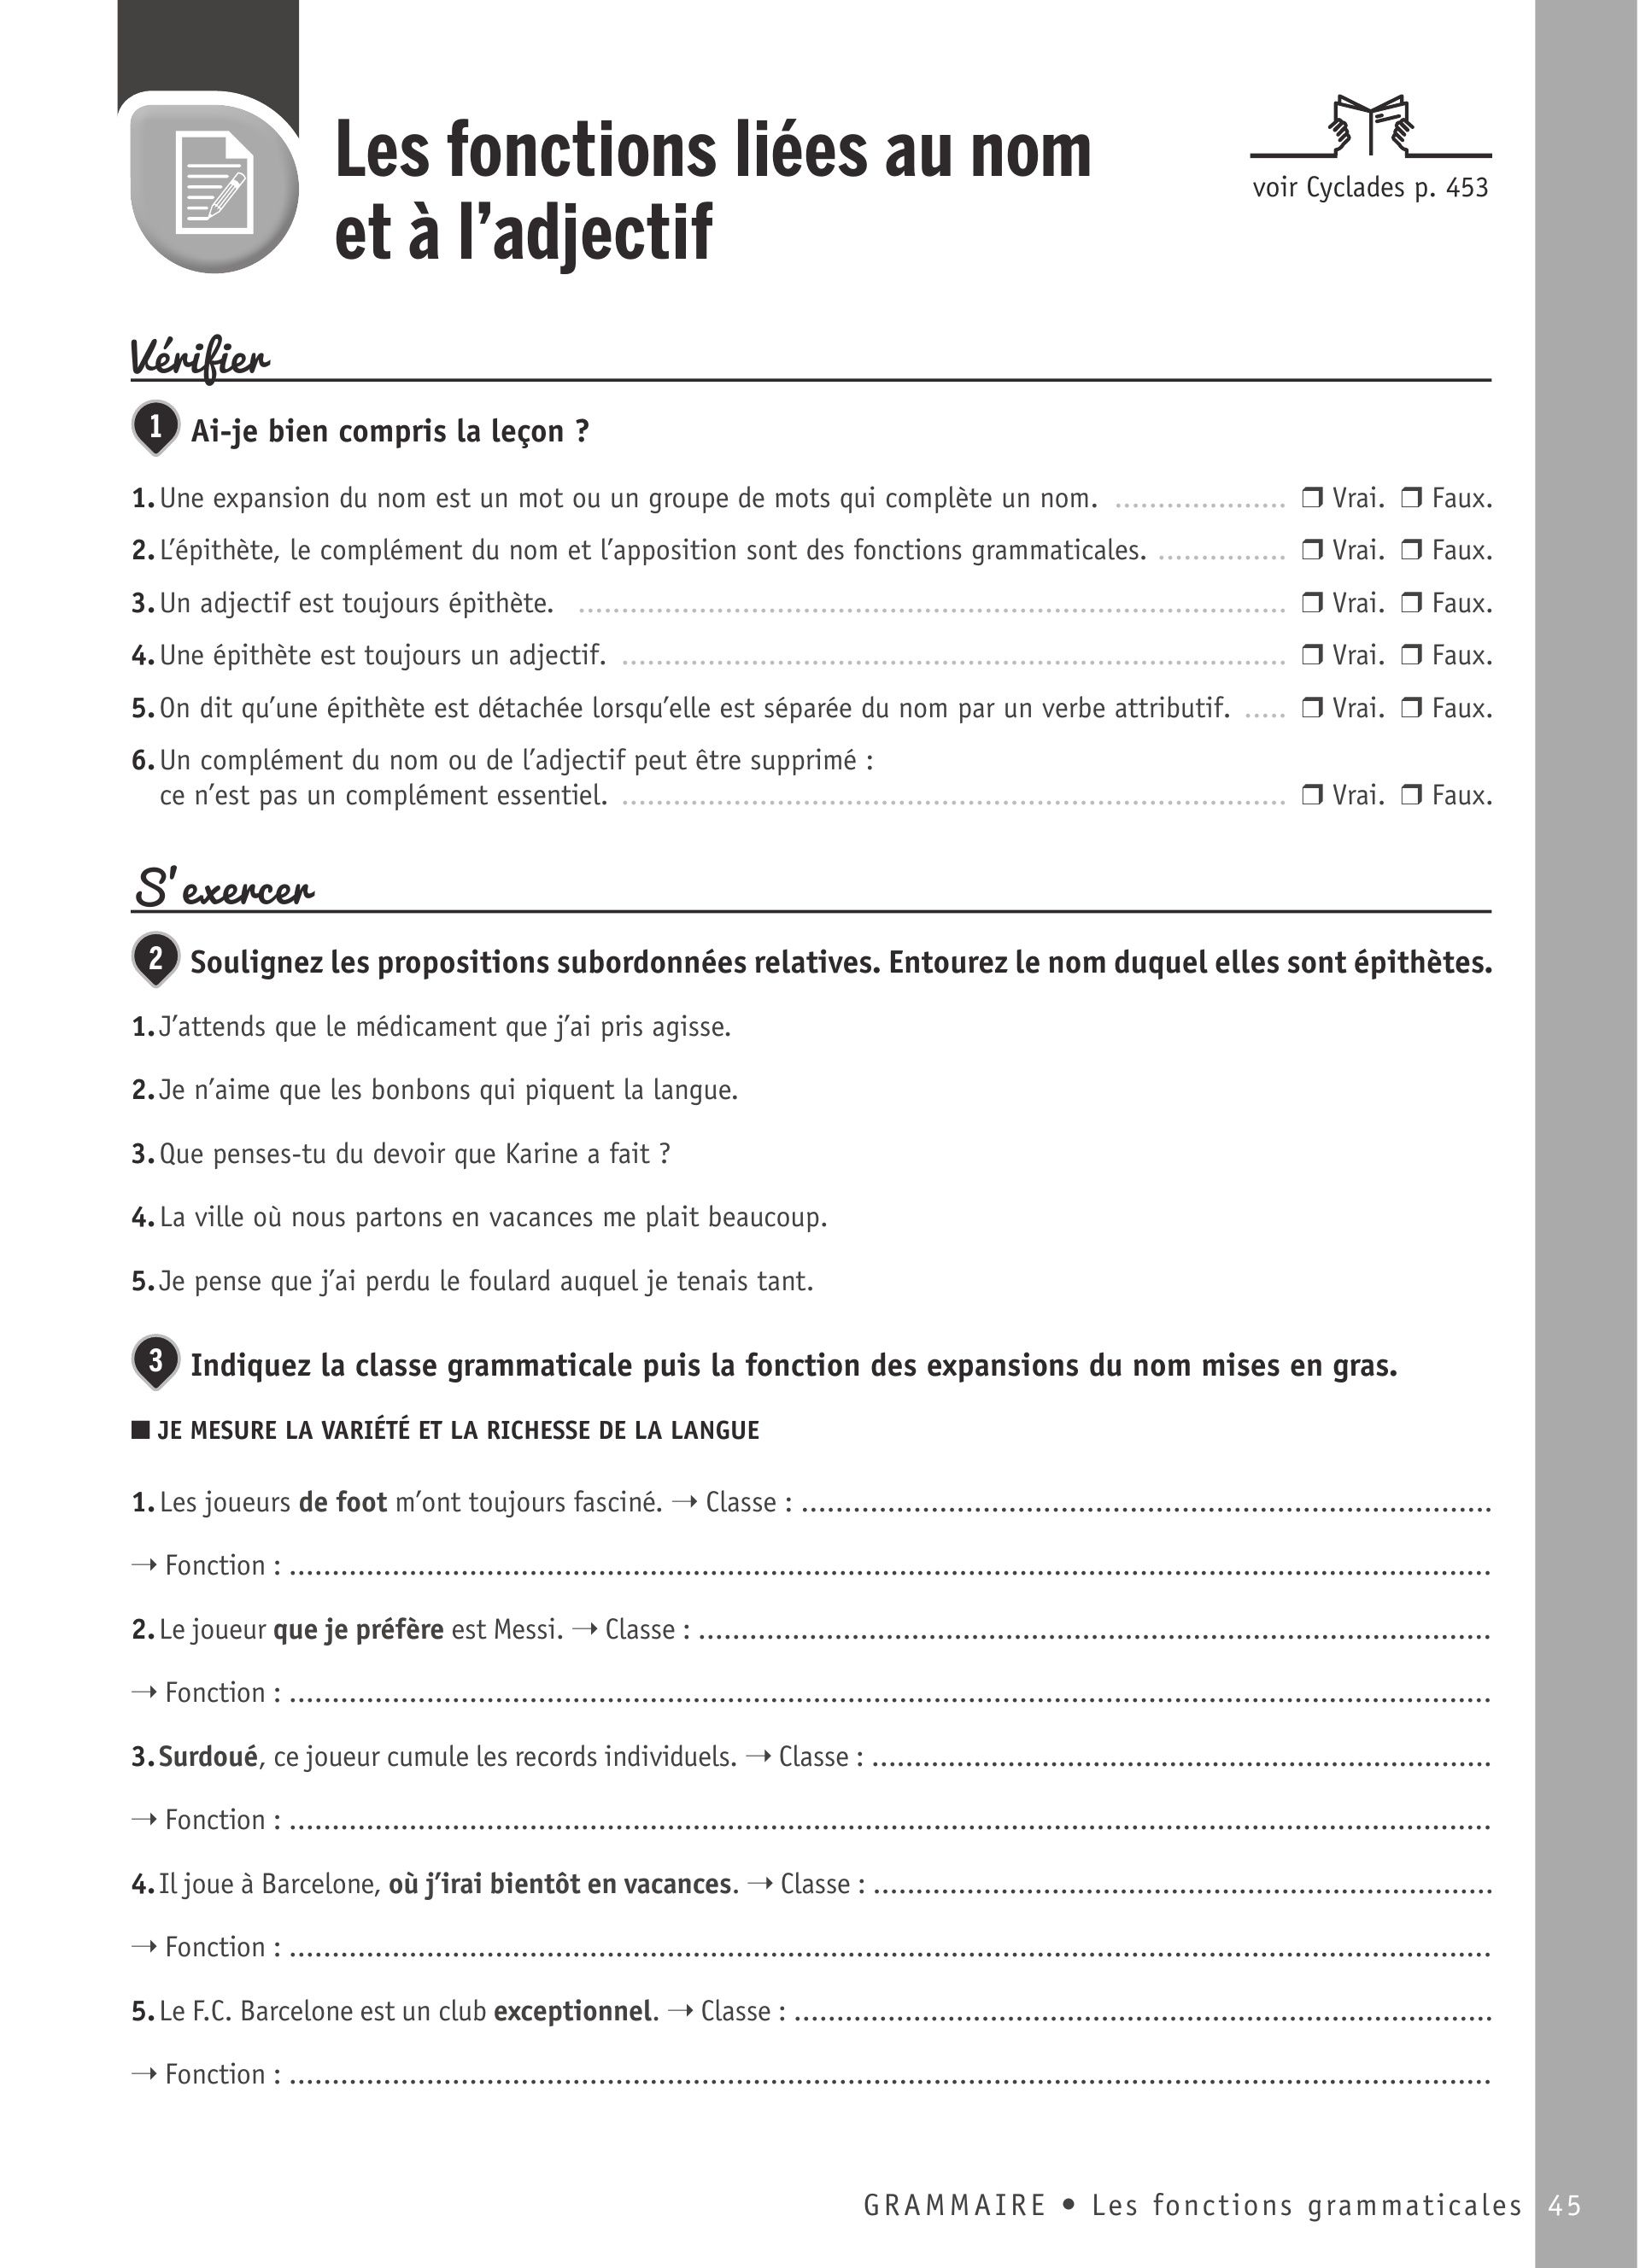 Les fonctions liées au nom
et à l'adjectif
voir Cyclades p. 453
Vérifier
1 Ai-je bien compris la leçon ?
1. Une expansion du nom est un mot ou un groupe de mots qui complète un nom. .................... ❒ Vrai. ❒ Faux.
2. L'épithète, le complément du nom et l'apposition sont des fonctions grammaticales. ............... ❒ Vrai. ❒ Faux.
3. Un adjectif est toujours épithète. .................... ❒ Vrai. ❒ Faux.
4. Une épithète est toujours un adjectif. .................... ❒ Vrai. ❒ Faux.
5. On dit qu'une épithète est détachée lorsqu'elle est séparée du nom par un verbe attributif. ..... ❒ Vrai. ❒ Faux.
6. Un complément du nom ou de l'adjectif peut être supprimé :
ce n'est pas un complément essentiel. .................... ❒ Vrai. ❒ Faux.
S'exercer
2 Soulignez les propositions subordonnées relatives. Entourez le nom duquel elles sont épithètes.
1. J'attends que le médicament que j'ai pris agisse.
2. Je n'aime que les bonbons qui piquent la langue.
3. Que penses-tu du devoir que Karine a fait ?
4. La ville où nous partons en vacances me plait beaucoup.
5. Je pense que j'ai perdu le foulard auquel je tenais tant.
3 Indiquez la classe grammaticale puis la fonction des expansions du nom mises en gras.
■ JE MESURE LA VARIÉTÉ ET LA RICHESSE DE LA LANGUE
1. Les joueurs de foot m'ont toujours fasciné. → Classe : ....................
→ Fonction : ....................
2. Le joueur que je préfère est Messi. → Classe : ....................
→ Fonction : ....................
3. Surdoué, ce joueur cumule les records individuels. → Classe : ....................
→ Fonction : ....................
4. Il joue à Barcelone, où j'irai bientôt en vacances. → Classe : ....................
→ Fonction : ....................
5. Le F.C. Barcelone est un club exceptionnel. → Classe : ....................
→ Fonction : ....................
GRAMMAIRE • Les fonctions grammaticales 45